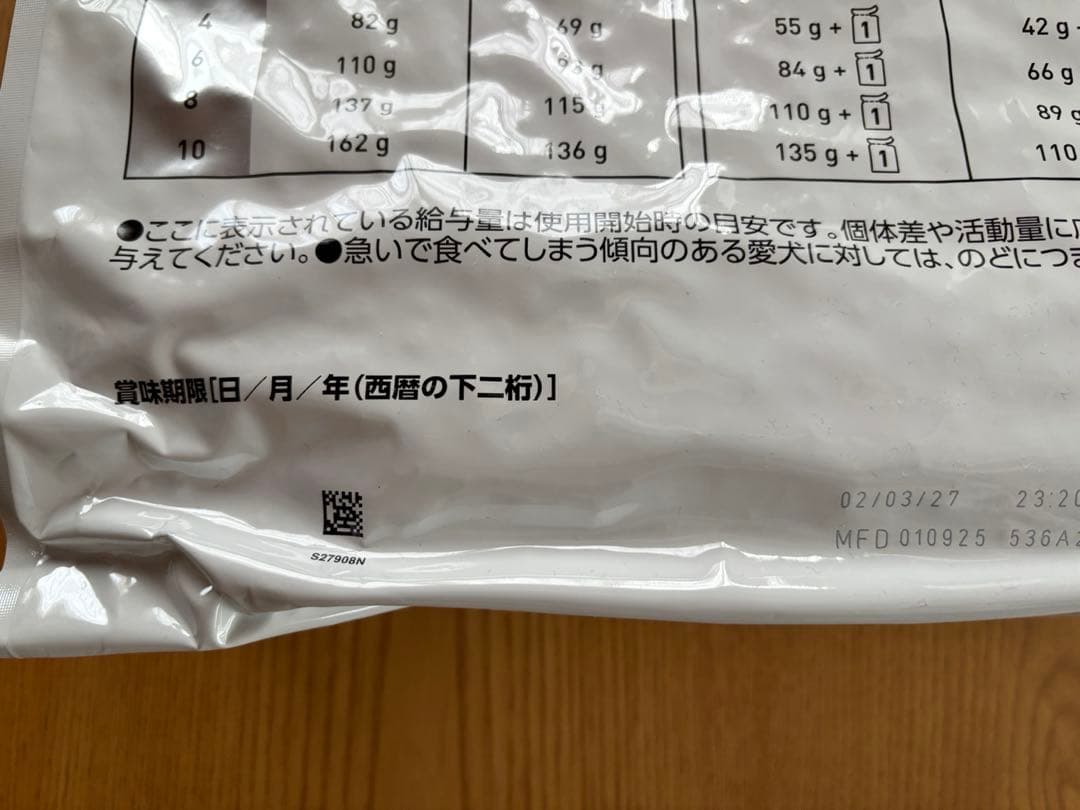 4 82 g 69 g 55 g + 1 42 g
6 110 g 93 g 84 g + 1 66 g
8 137 g 115 g 110 g + 1 89 g
10 162 g 136 g 135 g + 1 110
●ここに表示されている給与量は使用開始時の目安です。個体差や活動量に
与えてください。●急いで食べてしまう傾向のある愛犬に対しては、のどにつま
賞味期限[日/月/年(西暦の下二桁)]
02/03/27 23:20
MFD 010925 536A2
S27908N